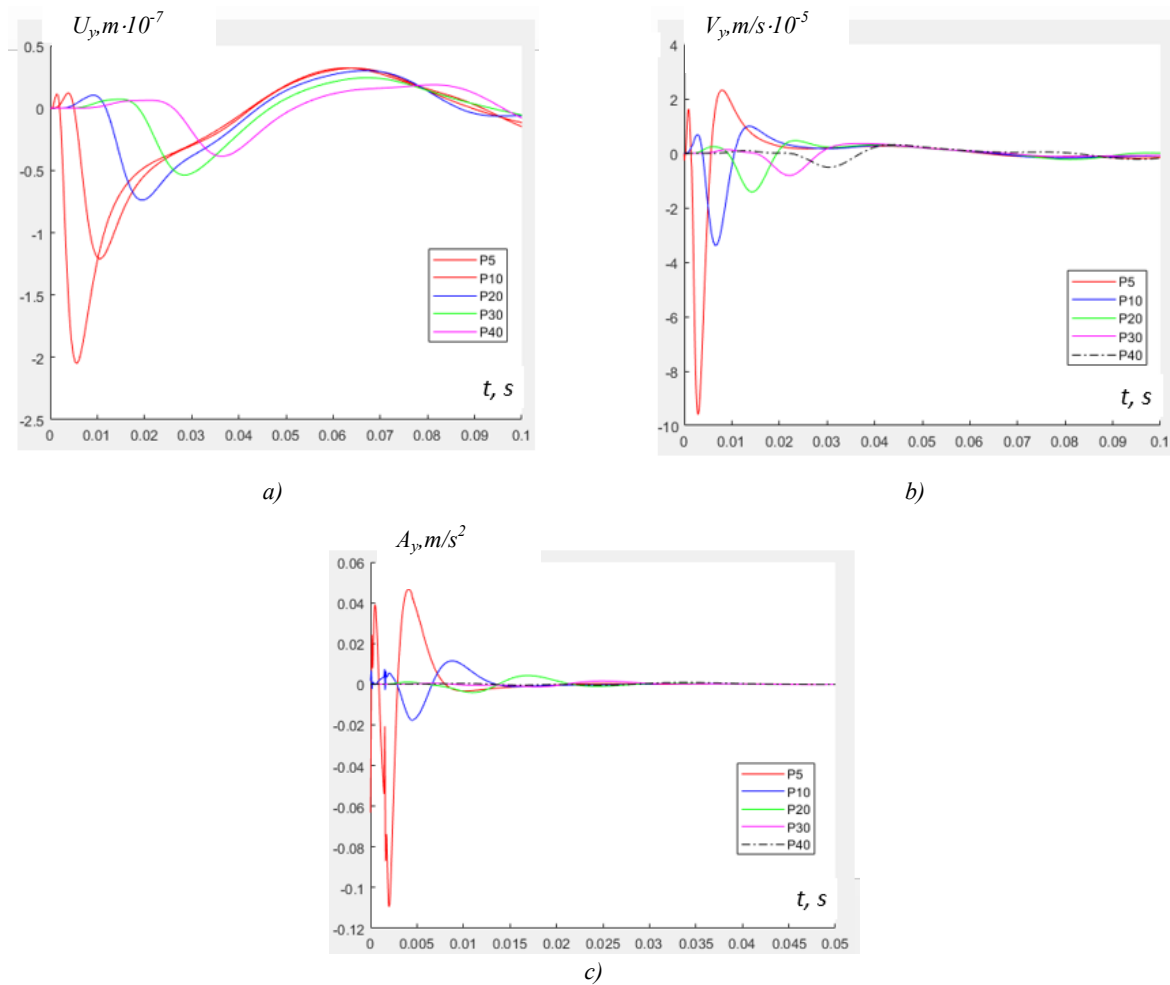 U_y,m·10^-7
0.5
0
-0.5
-1
-1.5
-2
-2.5
P5
P10
P20
P30
P40
t, s
0 0.01 0.02 0.03 0.04 0.05 0.06 0.07 0.08 0.09 0.1
a)
V_y,m/s·10^-5
4
2
0
-2
-4
-6
-8
-10
P5
P10
P20
P30
P40
t, s
0 0.01 0.02 0.03 0.04 0.05 0.06 0.07 0.08 0.09 0.1
b)
A_y,m/s^2
0.06
0.04
0.02
0
-0.02
-0.04
-0.06
-0.08
-0.1
-0.12
P5
P10
P20
P30
P40
t, s
0 0.005 0.01 0.015 0.02 0.025 0.03 0.035 0.04 0.045 0.05
c)